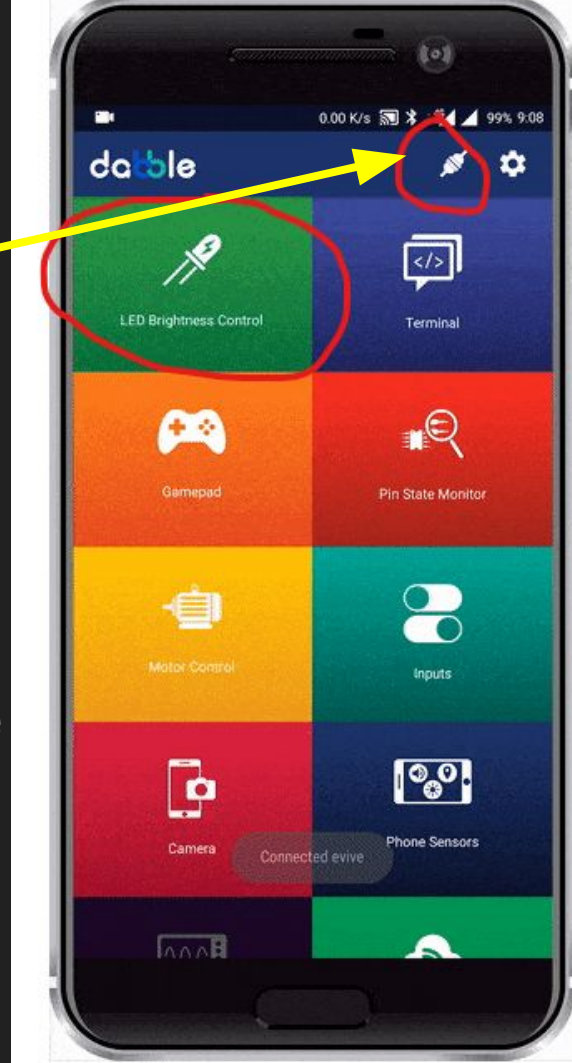 0.00 K/s 99% 9:08
dabble
LED Brightness Control
Terminal
</>
Gamepad
Pin State Monitor
Motor Control
Inputs
Camera
Phone Sensors
Connected evive